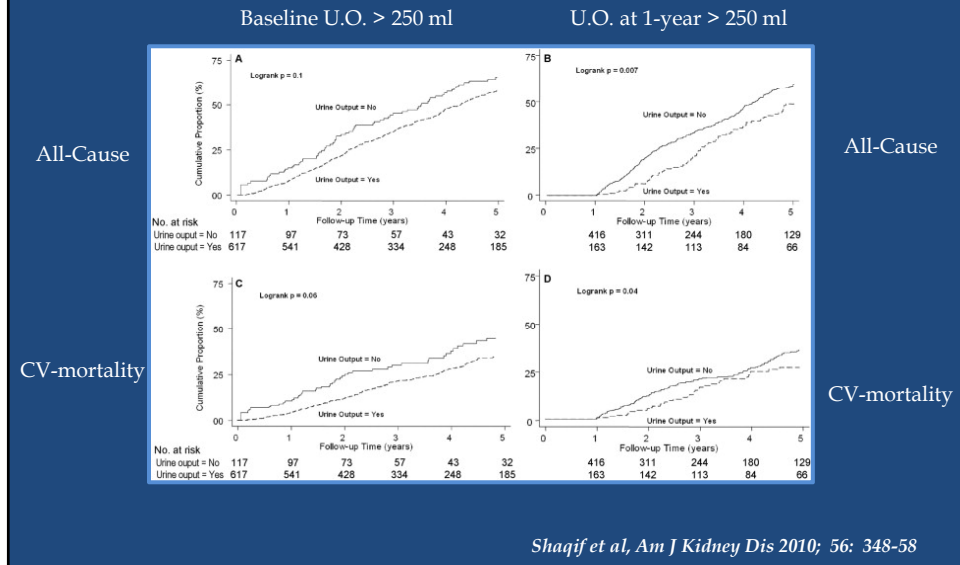 Baseline U.O. > 250 ml
U.O. at 1-year > 250 ml
All-Cause
CV-mortality
A
Logrank p = 0.1
Urine Output = No
Urine Output = Yes
Cumulative Proportion (%)
75
50
25
00
0 1 2 3 4 5
Follow-up Time (years)
No. at risk
Urine ouput = No 117 97 73 57 43 32
Urine ouput = Yes 617 541 428 334 248 185
B
Logrank p = 0.007
Urine Output = No
Urine Output = Yes
75
50
25
0
0 1 2 3 4 5
Follow-up Time (years)
416 311 244 180 129
163 142 113 84 66
C
Logrank p = 0.06
Urine Output = No
Urine Output = Yes
Cumulative Proportion (%)
75
50
25
00
0 1 2 3 4 5
Follow-up Time (years)
No. at risk
Urine ouput = No 117 97 73 57 43 32
Urine ouput = Yes 617 541 428 334 248 185
D
Logrank p = 0.04
Urine Output = No
Urine Output = Yes
75
50
25
0
0 1 2 3 4 5
Follow-up Time (years)
416 311 244 180 129
163 142 113 84 66
All-Cause
CV-mortality
Shaqif et al, Am J Kidney Dis 2010; 56: 348-58